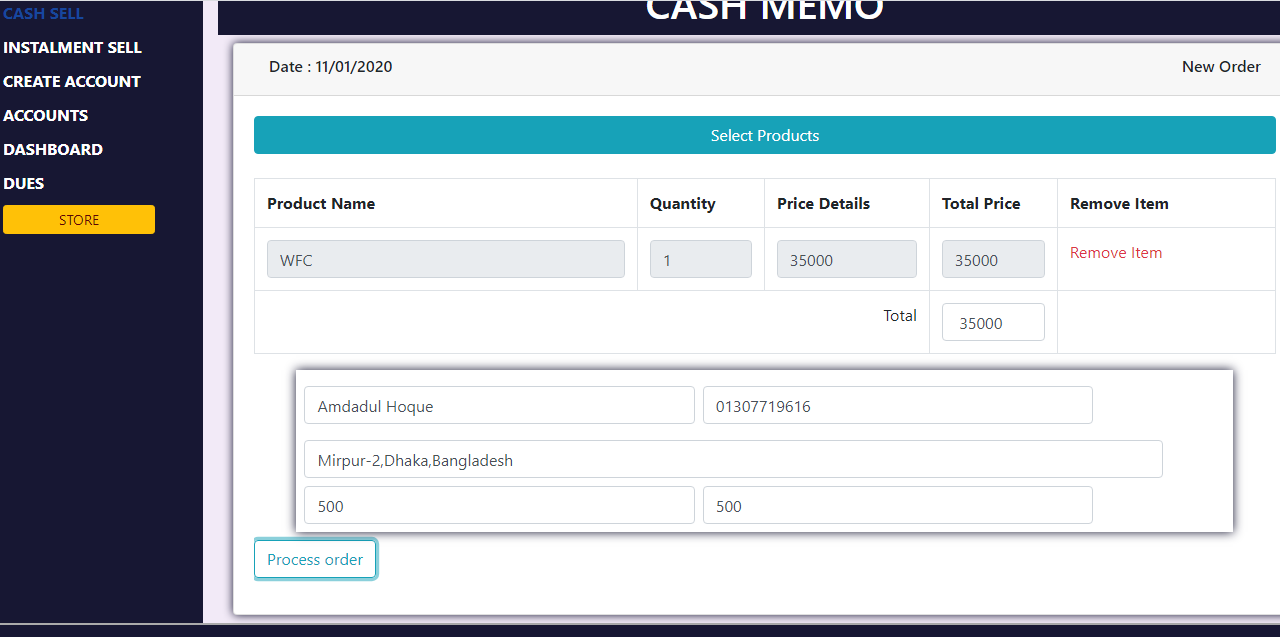 CASH SELL
INSTALMENT SELL
CREATE ACCOUNT
ACCOUNTS
DASHBOARD
DUES
STORE
CASH MEMO
Date : 11/01/2020 New Order
Select Products
Product Name Quantity Price Details Total Price Remove Item
WFC 1 35000 35000 Remove Item
Total 35000
Amdadul Hoque 01307719616
Mirpur-2,Dhaka,Bangladesh
500 500
Process order